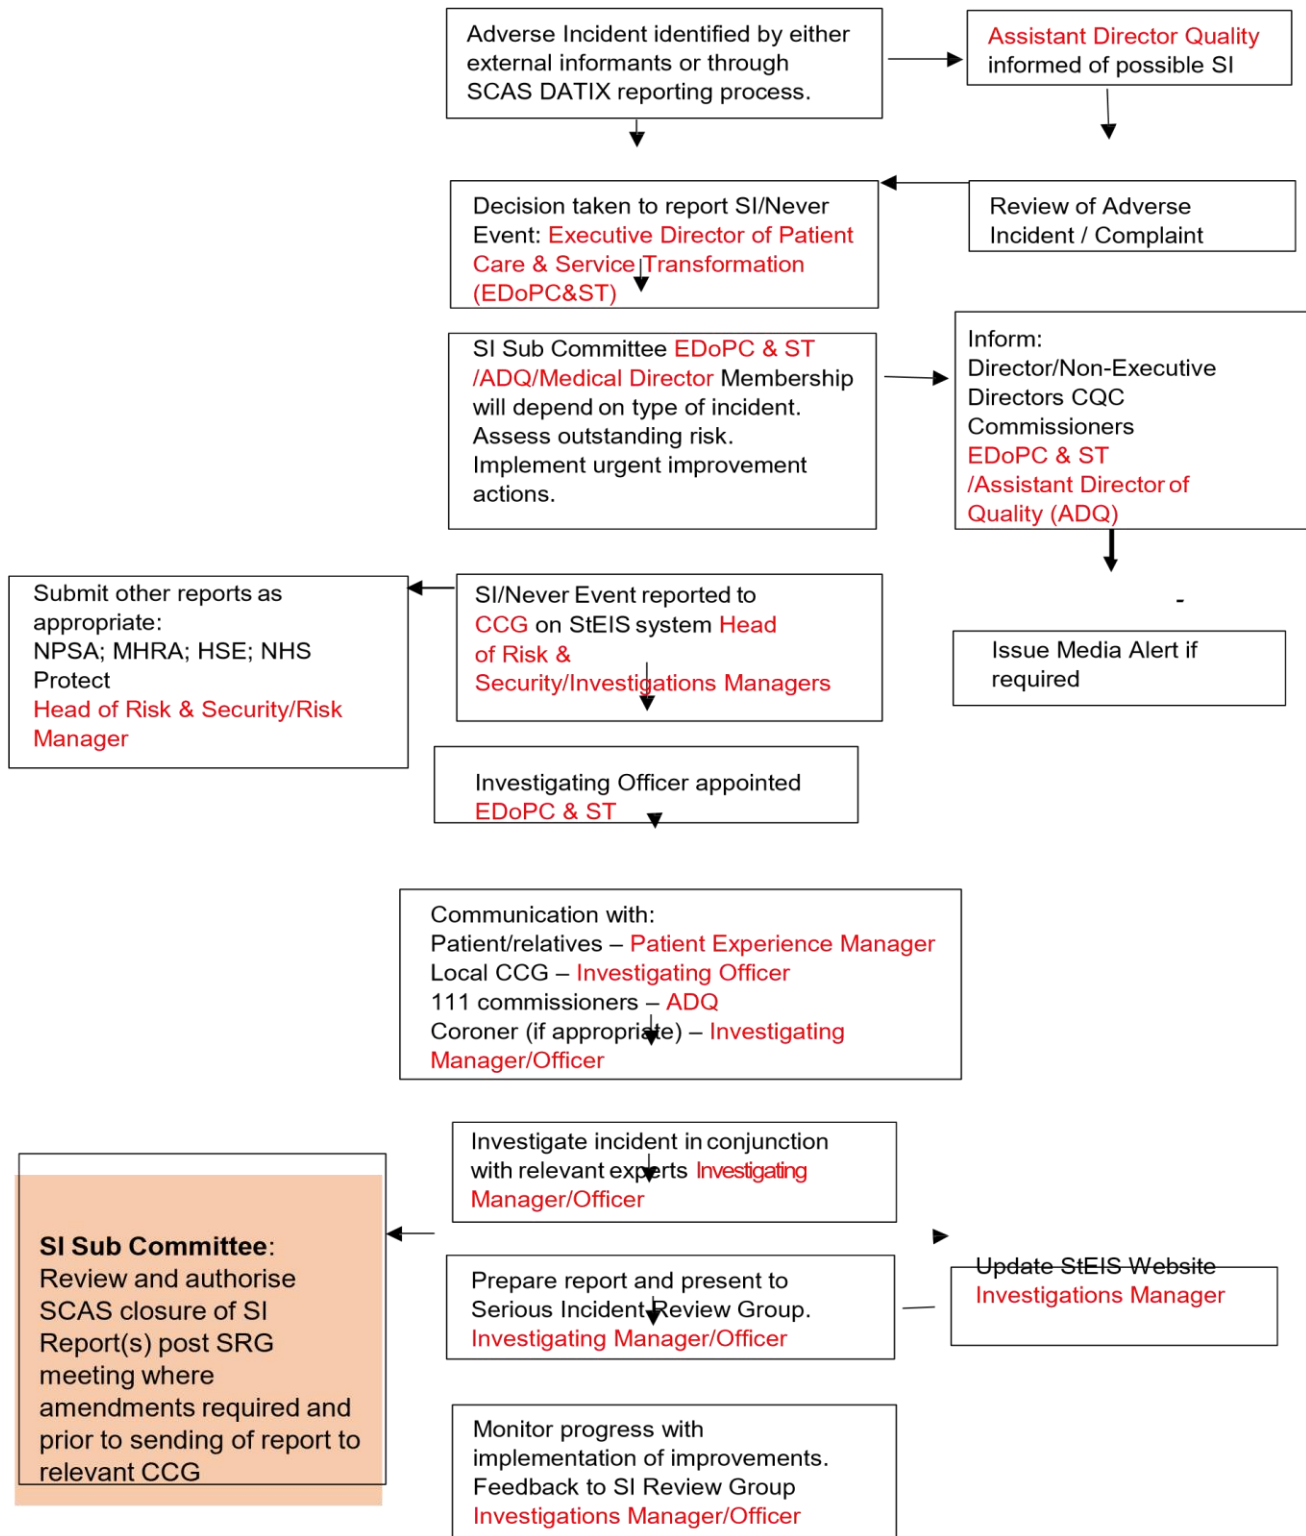 Adverse Incident identified by either
external informants or through
SCAS DATIX reporting process.
Assistant Director Quality
informed of possible SI
Decision taken to report SI/Never
Event: Executive Director of Patient
Care & Service Transformation
(EDoPC&ST)
Review of Adverse
Incident / Complaint
SI Sub Committee EDoPC & ST
/ADQ/Medical Director Membership
will depend on type of incident.
Assess outstanding risk.
Implement urgent improvement
actions.
Inform:
Director/Non-Executive
Directors CQC
Commissioners
EDoPC & ST
/Assistant Director of
Quality (ADQ)
Submit other reports as
appropriate:
NPSA; MHRA; HSE; NHS
Protect
Head of Risk & Security/Risk
Manager
SI/Never Event reported to
CCG on StEIS system Head
of Risk &
Security/Investigations Managers
-
Issue Media Alert if
required
Investigating Officer appointed
EDoPC & ST
Communication with:
Patient/relatives – Patient Experience Manager
Local CCG – Investigating Officer
111 commissioners – ADQ
Coroner (if appropriate) – Investigating
Manager/Officer
Investigate incident in conjunction
with relevant experts Investigating
Manager/Officer
SI Sub Committee:
Review and authorise
SCAS closure of SI
Report(s) post SRG
meeting where
amendments required and
prior to sending of report to
relevant CCG
Prepare report and present to
Serious Incident Review Group.
Investigating Manager/Officer
Update StEIS Website
Investigations Manager
Monitor progress with
implementation of improvements.
Feedback to SI Review Group
Investigations Manager/Officer